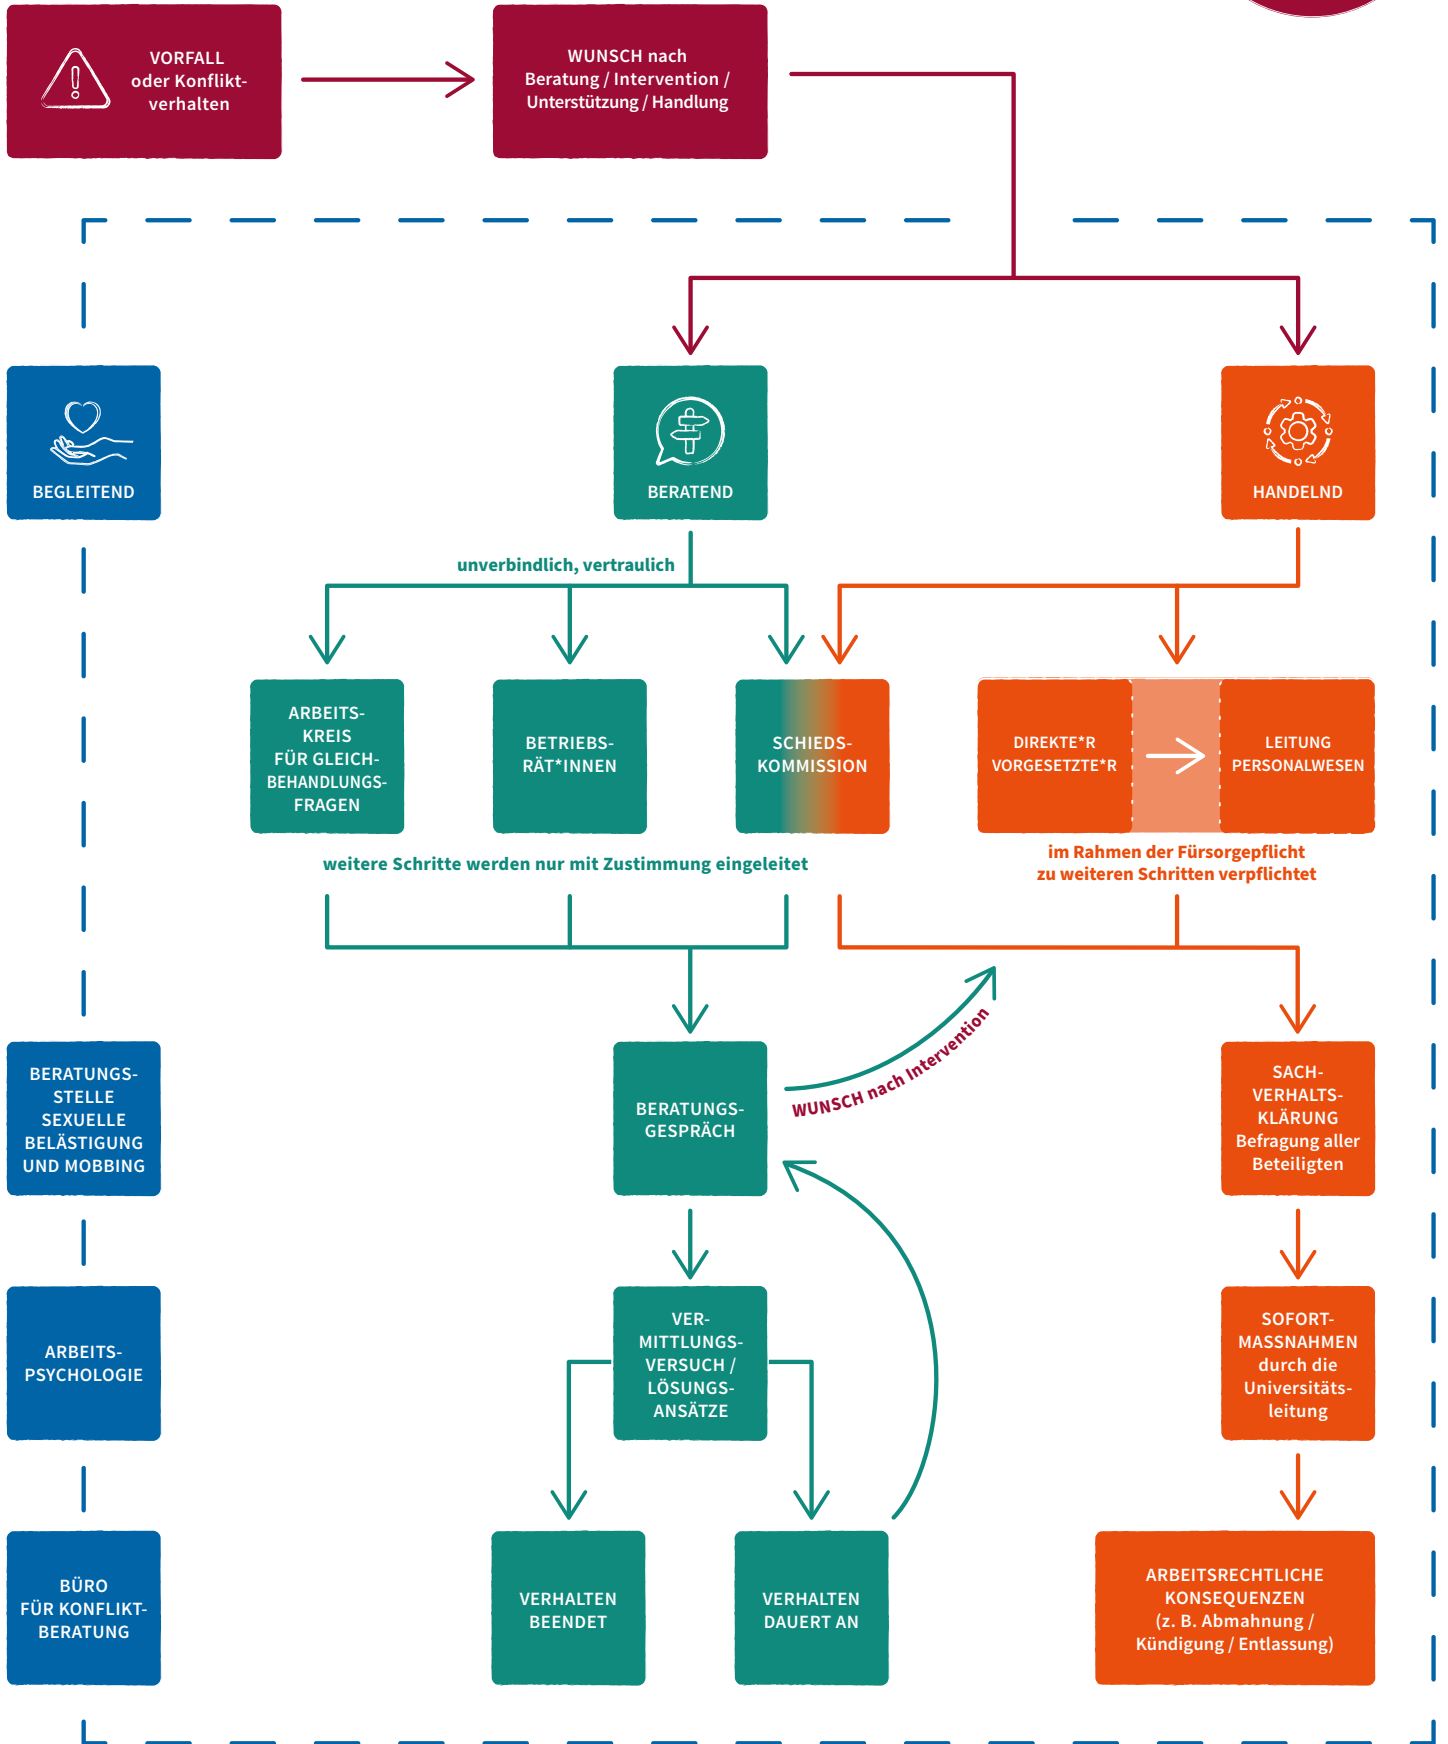 VORFALL
oder Konflikt-
verhalten
WUNSCH nach
Beratung / Intervention /
Unterstützung / Handlung
BEGLEITEND
BERATEND
HANDELND
unverbindlich, vertraulich
ARBEITS-
KREIS
FÜR GLEICH-
BEHANDLUNGS-
FRAGEN
BETRIEBS-
RÄT*INNEN
SCHIEDS-
KOMMISSION
DIREKTE*R
VORGESETZTE*R
LEITUNG
PERSONALWESEN
weitere Schritte werden nur mit Zustimmung eingeleitet
im Rahmen der Fürsorgepflicht
zu weiteren Schritten verpflichtet
BERATUNGS-
STELLE
SEXUELLE
BELÄSTIGUNG
UND MOBBING
BERATUNGS-
GESPRÄCH
WUNSCH nach Intervention
SACH-
VERHALTS-
KLÄRUNG
Befragung aller
Beteiligten
ARBEITS-
PSYCHOLOGIE
VER-
MITTLUNGS-
VERSUCH /
LÖSUNGS-
ANSÄTZE
SOFORT-
MASSNAHMEN
durch die
Universitäts-
leitung
BÜRO
FÜR KONFLIKT-
BERATUNG
VERHALTEN
BEENDET
VERHALTEN
DAUERT AN
ARBEITSRECHTLICHE
KONSEQUENZEN
(z. B. Abmahnung /
Kündigung / Entlassung)